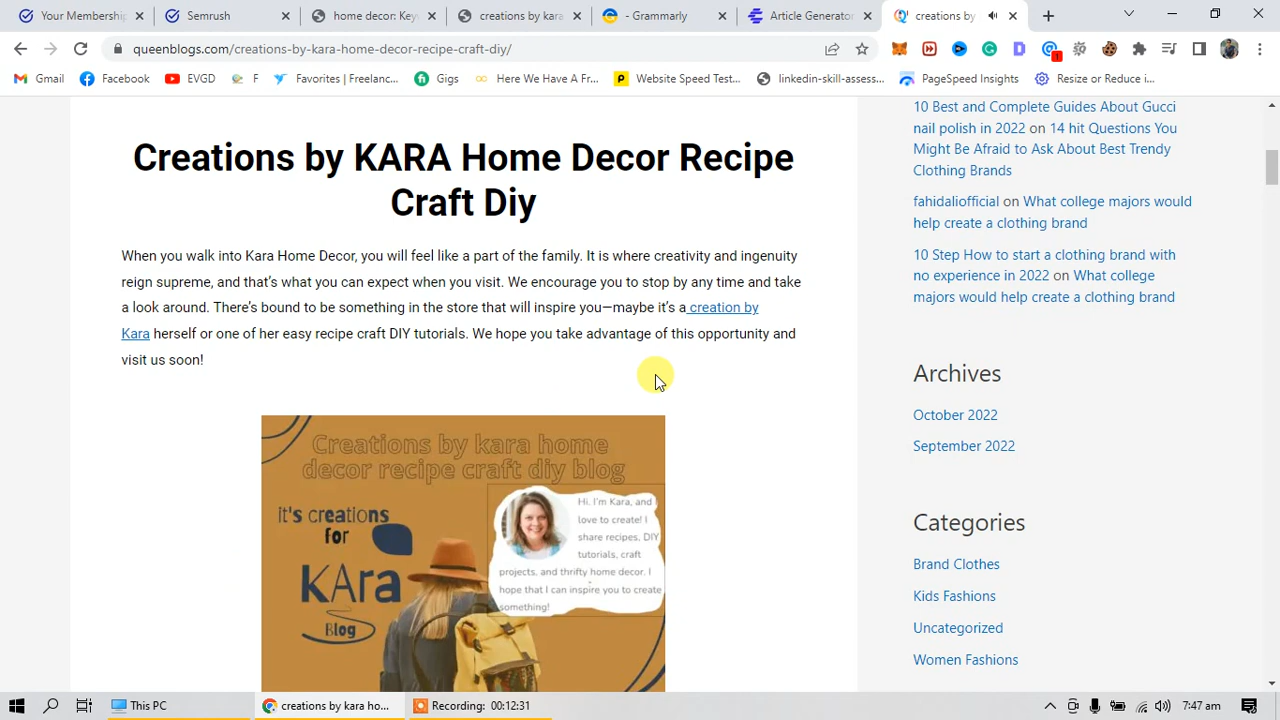 Your Membership
Semrush
home decor: Key
creations by kar
- Grammarly
Article Generator
creations by
queenblogs.com/creations-by-kara-home-decor-recipe-craft-diy/
1
Gmail
Facebook
YouTube
EVGD
F
Favorites | Freelanc...
Gigs
Here We Have A Fr...
Website Speed Test...
linkedin-skill-assess...
PageSpeed Insights
Resize or Reduce i...
Creations by KARA Home Decor Recipe
Craft Diy
When you walk into Kara Home Decor, you will feel like a part of the family. It is where creativity and ingenuity
reign supreme, and that’s what you can expect when you visit. We encourage you to stop by any time and take
a look around. There’s bound to be something in the store that will inspire you—maybe it’s a creation by
Kara herself or one of her easy recipe craft DIY tutorials. We hope you take advantage of this opportunity and
visit us soon!
Creations by kara home
decor recipe craft diy blog
it's creations
for
KAra
Blog
Hi, I'm Kara, and I
love to create! I
share recipes, DIY
tutorials, craft
projects, and thrifty home decor. I
hope that I can inspire you to create
something!
10 Best and Complete Guides About Gucci
nail polish in 2022 on 14 hit Questions You
Might Be Afraid to Ask About Best Trendy
Clothing Brands
fahidaliofficial on What college majors would
help create a clothing brand
10 Step How to start a clothing brand with
no experience in 2022 on What college
majors would help create a clothing brand
Archives
October 2022
September 2022
Categories
Brand Clothes
Kids Fashions
Uncategorized
Women Fashions
This PC
creations by kara ho...
Recording: 00:12:31
7:47 am